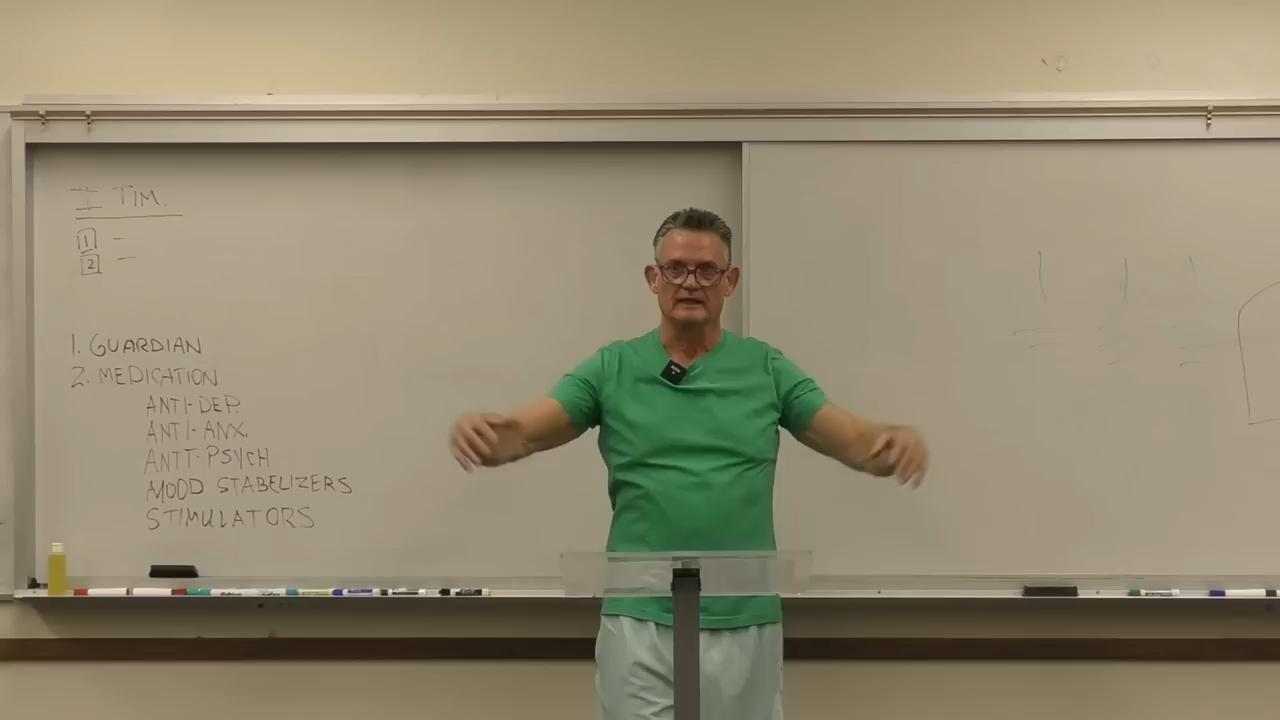 I TIM.
1 -
2 -
1. GUARDIAN
2. MEDICATION
ANTI-DEP.
ANTI-ANX.
ANTI-PSYCH
MOOD STABELIZERS
STIMULATORS